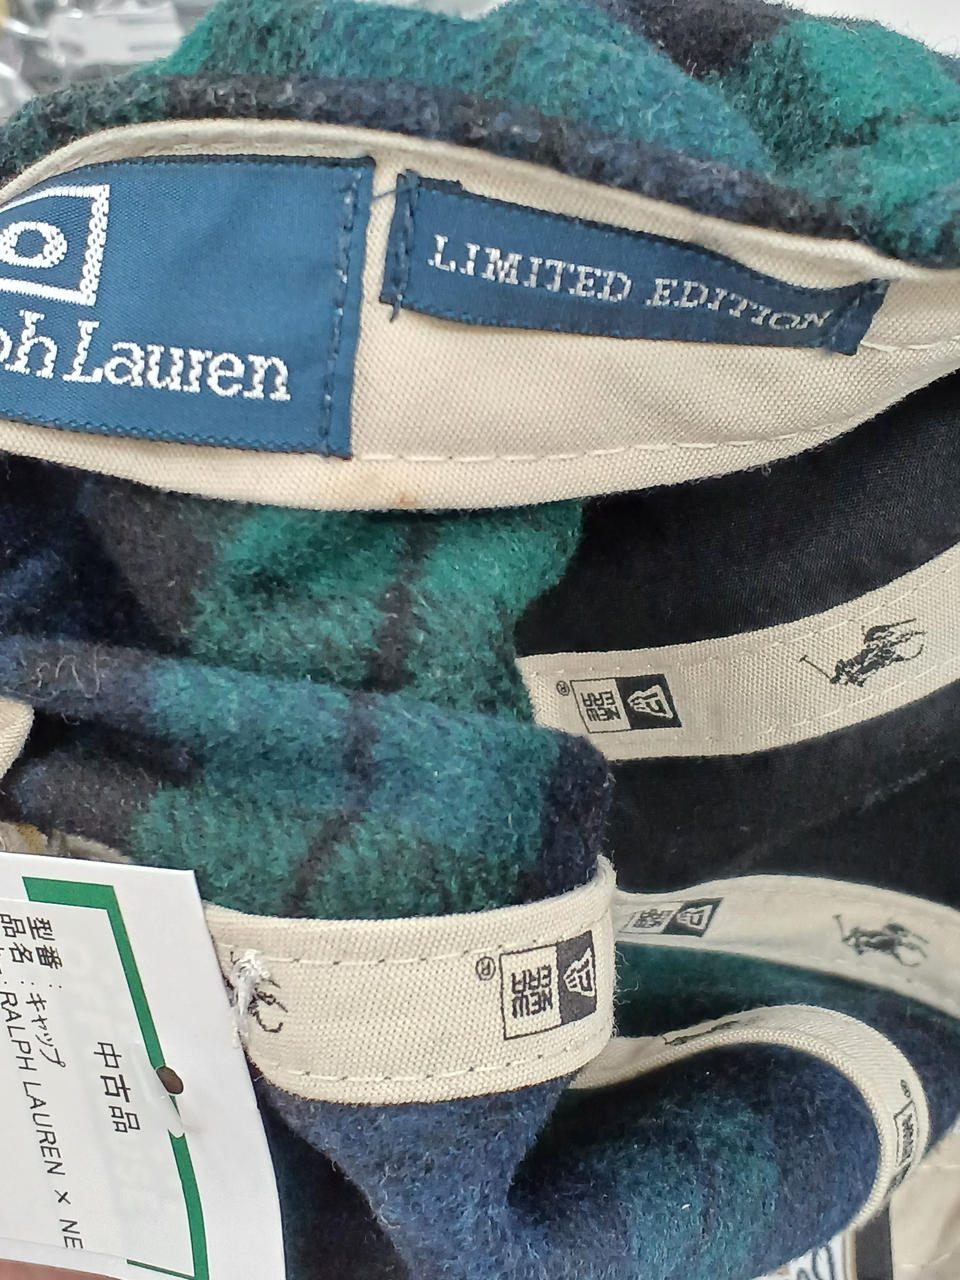 O
ph Lauren
LIMITED EDITION
NEW ERA
®
NEW ERA
NEW ERA
®
型番:
品名: キャップ
: RALPH LAUREN × NE
中古品